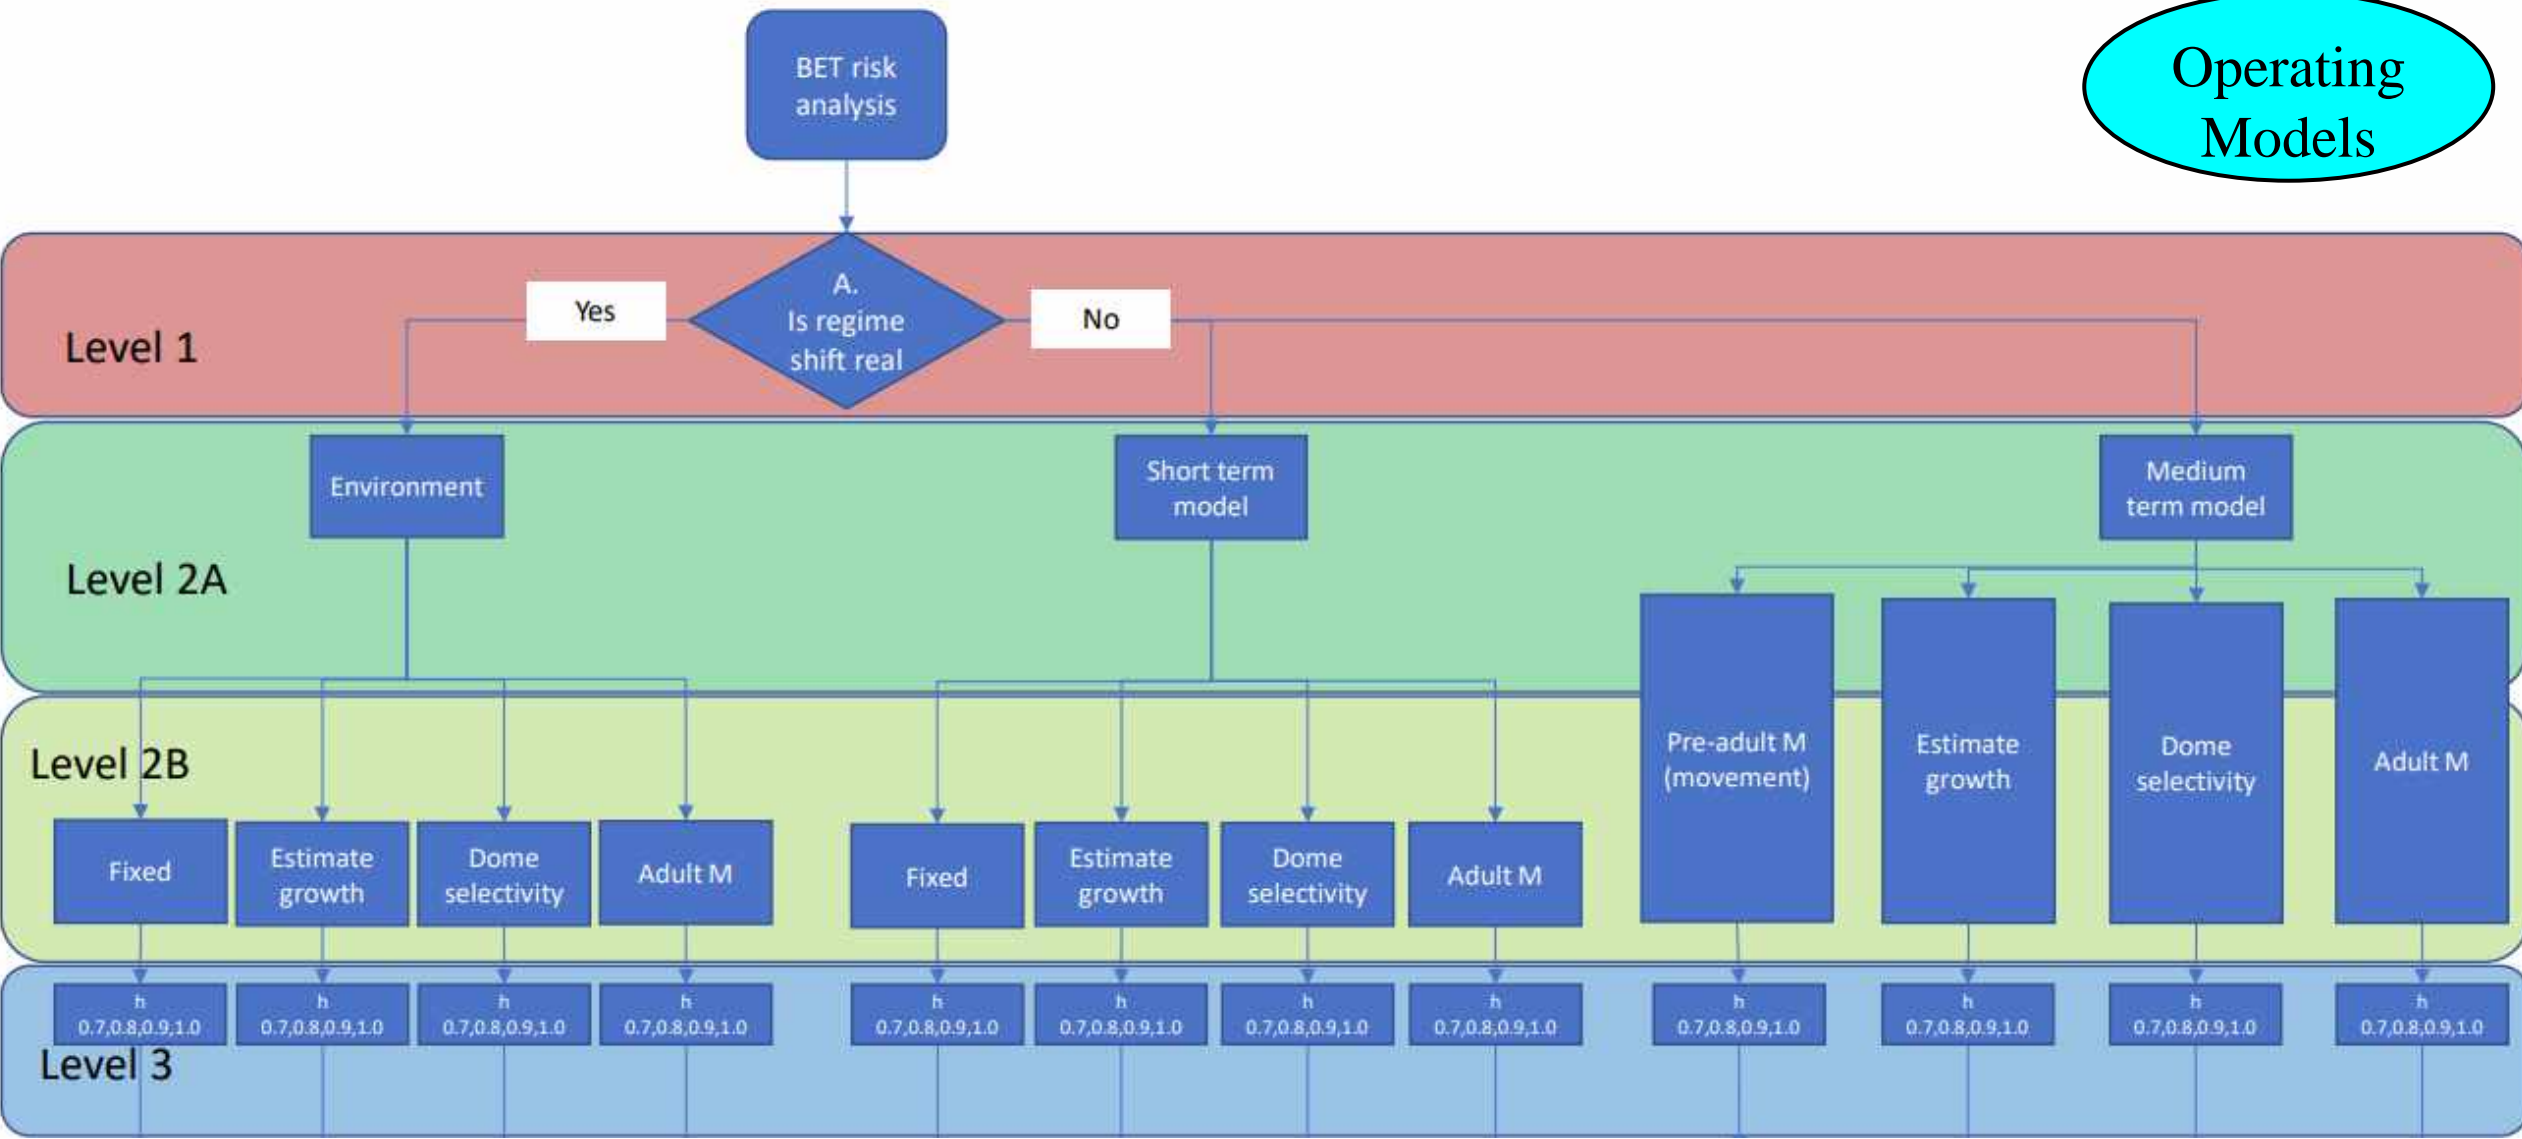 BET risk
analysis
Operating
Models
Level 1
Yes
A.
Is regime
shift real
No
Level 2A
Environment
Short term
model
Medium
term model
Level 2B
Fixed
Estimate
growth
Dome
selectivity
Adult M
Fixed
Estimate
growth
Dome
selectivity
Adult M
Pre-adult M
(movement)
Estimate
growth
Dome
selectivity
Adult M
Level 3
h
0.7,0.8,0.9,1.0
h
0.7,0.8,0.9,1.0
h
0.7,0.8,0.9,1.0
h
0.7,0.8,0.9,1.0
h
0.7,0.8,0.9,1.0
h
0.7,0.8,0.9,1.0
h
0.7,0.8,0.9,1.0
h
0.7,0.8,0.9,1.0
h
0.7,0.8,0.9,1.0
h
0.7,0.8,0.9,1.0
h
0.7,0.8,0.9,1.0
h
0.7,0.8,0.9,1.0